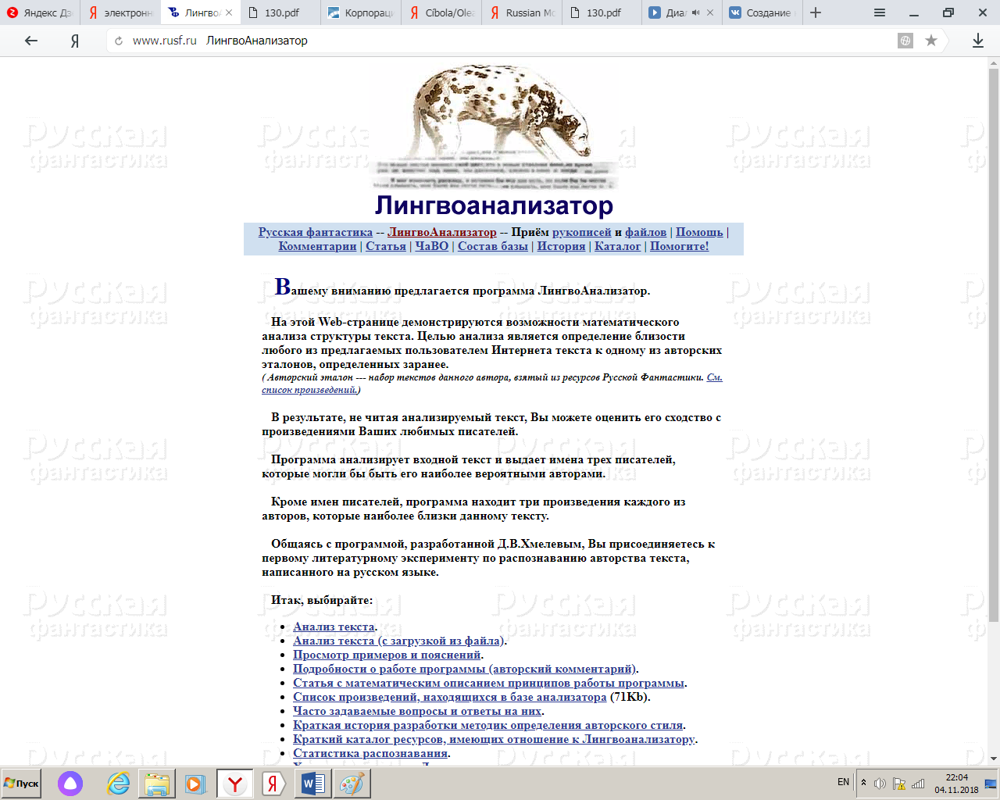 Яндекс Дз
электронн
ЛингвоА
130.pdf
Корпораци
Cíbola/Olea
Russian Mo
130.pdf
Диал
Создание
www.rusf.ru ЛингвоАнализатор
Русская фантастика
Лингвоанализатор
Русская фантастика -- ЛингвоАнализатор -- Приём рукописей и файлов | Помощь |
Комментарии | Статья | ЧаВО | Состав базы | История | Каталог | Помогите!
Вашему вниманию предлагается программа ЛингвоАнализатор.
На этой Web-странице демонстрируются возможности математического
анализа структуры текста. Целью анализа является определение близости
любого из предлагаемых пользователем Интернета текста к одному из авторских
эталонов, определенных заранее.
( Авторский эталон --- набор текстов данного автора, взятый из ресурсов Русской Фантастики. См.
список произведений.)
В результате, не читая анализируемый текст, Вы можете оценить его сходство с
произведениями Ваших любимых писателей.
Программа анализирует входной текст и выдает имена трех писателей,
которые могли бы быть его наиболее вероятными авторами.
Кроме имен писателей, программа находит три произведения каждого из
авторов, которые наиболее близки данному тексту.
Общаясь с программой, разработанной Д.В.Хмелевым, Вы присоединяетесь к
первому литературному эксперименту по распознаванию авторства текста,
написанного на русском языке.
Итак, выбирайте:
Анализ текста.
Анализ текста (с загрузкой из файла).
Просмотр примеров и пояснений.
Подробности о работе программы (авторский комментарий).
Статья с математическим описанием принципов работы программы.
Список произведений, находящихся в базе анализатора (71Kb).
Часто задаваемые вопросы и ответы на них.
Краткая история разработки методик определения авторского стиля.
Краткий каталог ресурсов, имеющих отношение к Лингвоанализатору.
Статистика распознавания.
Пуск
EN
22:04
04.11.2018